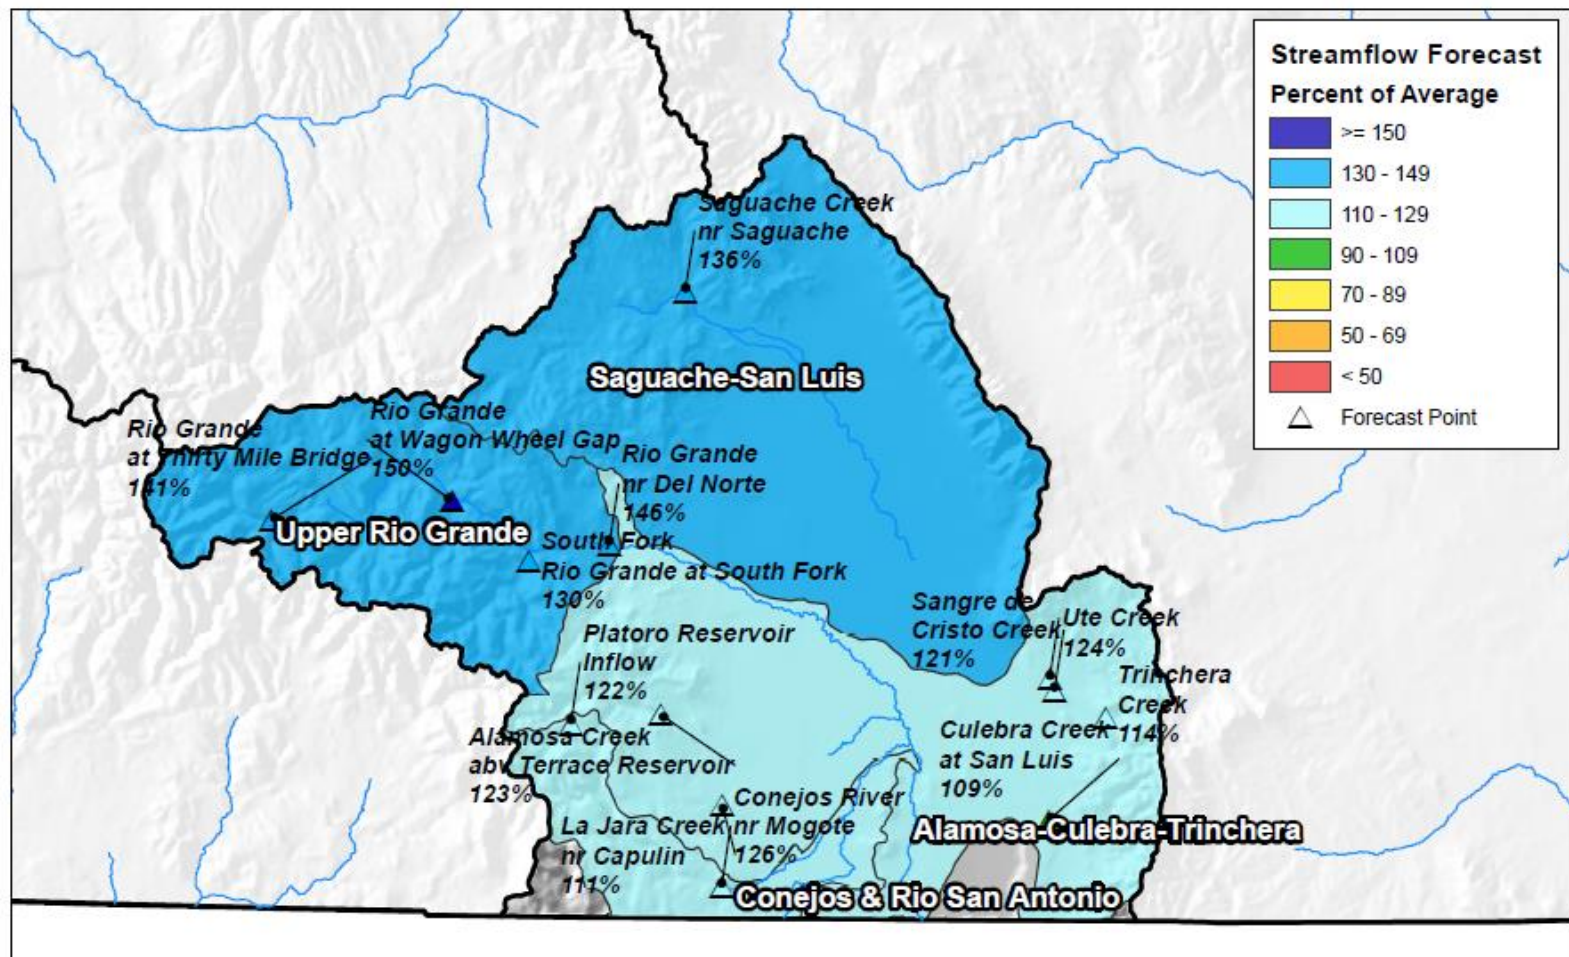 Streamflow Forecast
Percent of Average
>= 150
130 - 149
110 - 129
90 - 109
70 - 89
50 - 69
< 50
Forecast Point
Saguache Creek
nr Saguache
136%
Saguache-San Luis
Rio Grande
at Wagon Wheel Gap
150%
Rio Grande
at Thirty Mile Bridge
141%
Rio Grande
nr Del Norte
146%
Upper Rio Grande
South Fork
Rio Grande at South Fork
130%
Sangre de
Cristo Creek
121%
Ute Creek
124%
Platoro Reservoir
Inflow
122%
Trinchera
Creek
114%
Alamosa Creek
abv Terrace Reservoir
123%
Culebra Creek
at San Luis
109%
Conejos River
nr Mogote
126%
La Jara Creek
nr Capulin
111%
Alamosa-Culebra-Trinchera
Conejos & Rio San Antonio